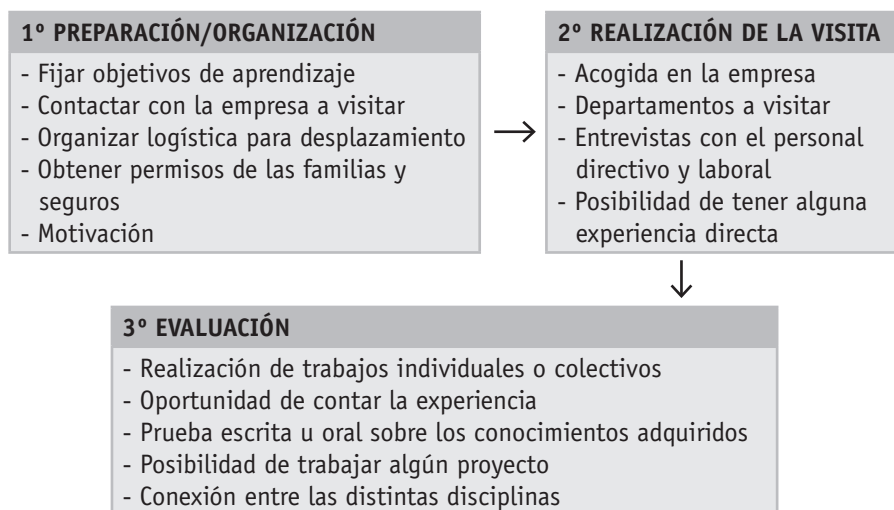 1º PREPARACIÓN/ORGANIZACIÓN
- Fijar objetivos de aprendizaje
- Contactar con la empresa a visitar
- Organizar logística para desplazamiento
- Obtener permisos de las familias y
seguros
- Motivación
2º REALIZACIÓN DE LA VISITA
- Acogida en la empresa
- Departamentos a visitar
- Entrevistas con el personal
directivo y laboral
- Posibilidad de tener alguna
experiencia directa
3º EVALUACIÓN
- Realización de trabajos individuales o colectivos
- Oportunidad de contar la experiencia
- Prueba escrita u oral sobre los conocimientos adquiridos
- Posibilidad de trabajar algún proyecto
- Conexión entre las distintas disciplinas